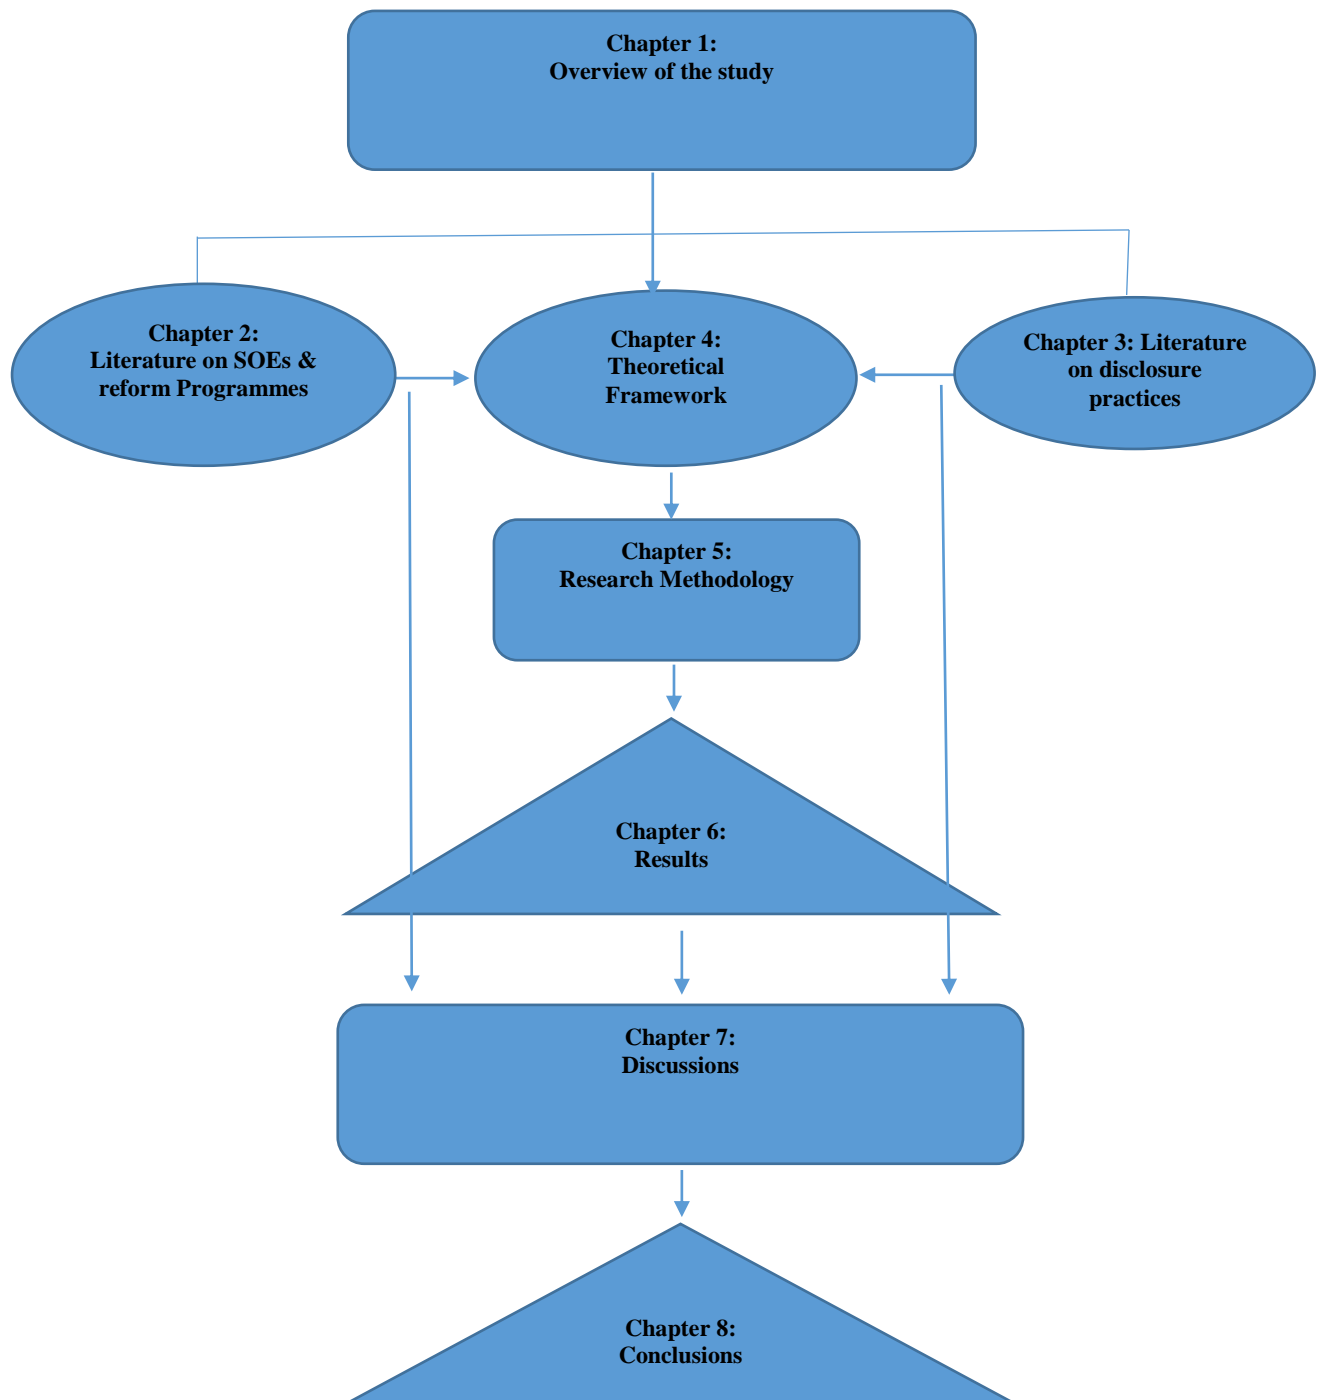 Chapter 1:
Overview of the study
Chapter 2:
Literature on SOEs &
reform Programmes
Chapter 4:
Theoretical
Framework
Chapter 3: Literature
on disclosure
practices
Chapter 5:
Research Methodology
Chapter 6:
Results
Chapter 7:
Discussions
Chapter 8:
Conclusions